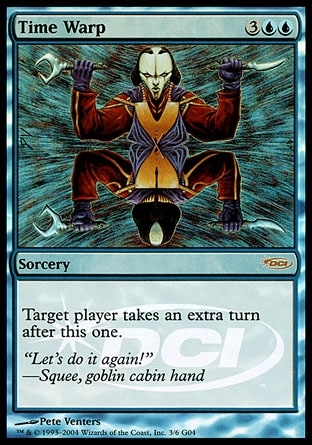 Time Warp 3
Sorcery DCI
Target player takes an extra turn
after this one.
DCI
"Let's do it again!"
—Squee, goblin cabin hand
Pete Venters
™ & © 1993–2004 Wizards of the Coast, Inc. 3/6 G04